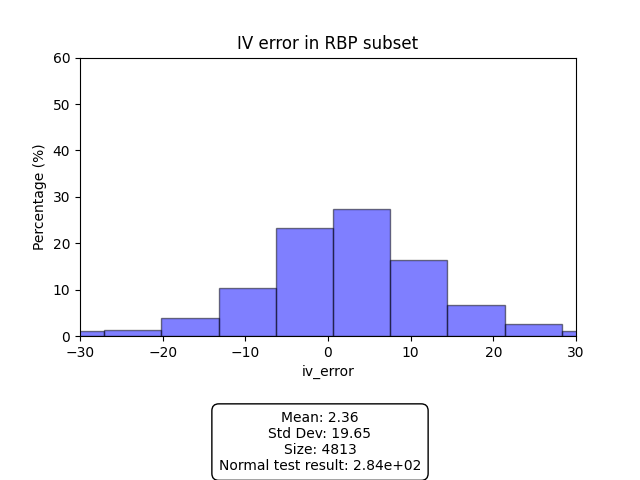 IV error in RBP subset
60
50
40
30
20
10
0
Percentage (%)
−30
−20
−10
0
10
20
30
iv_error
Mean: 2.36
Std Dev: 19.65
Size: 4813
Normal test result: 2.84e+02